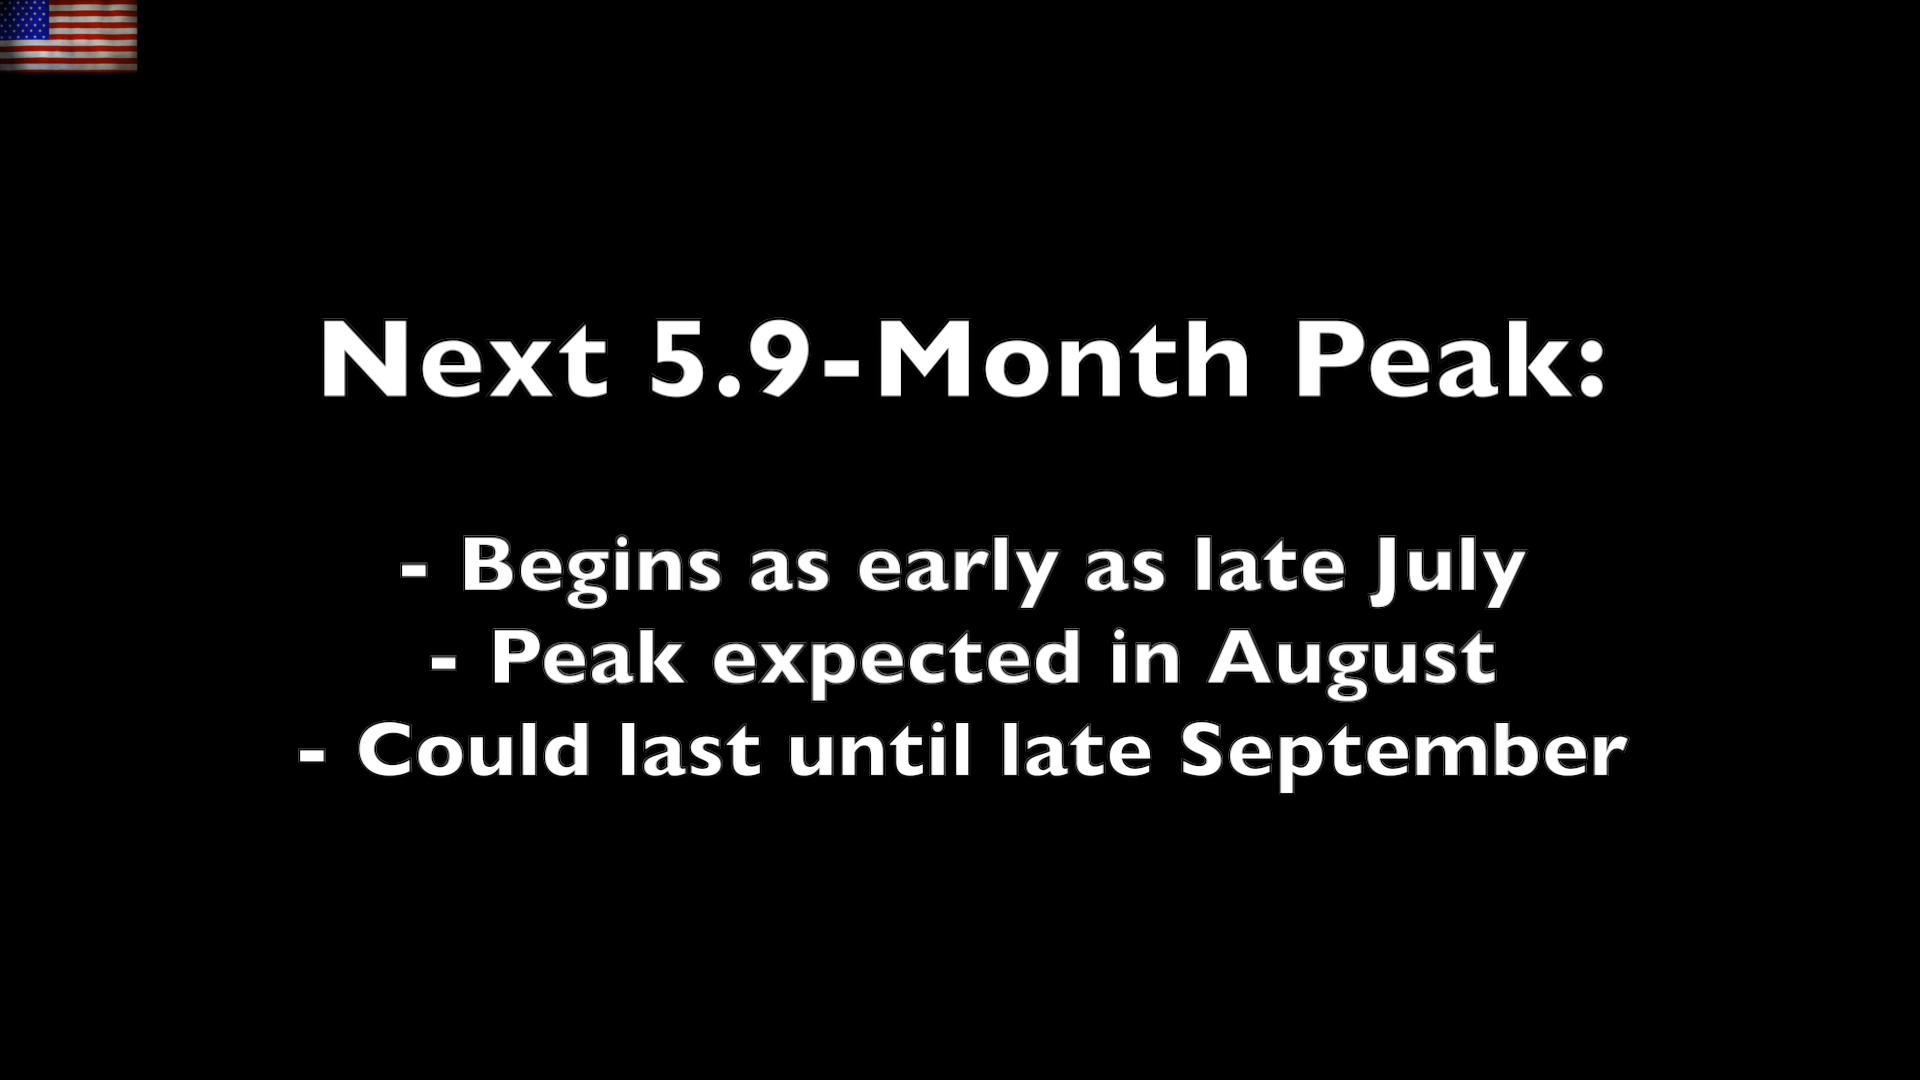 Next 5.9-Month Peak:
- Begins as early as late July
- Peak expected in August
- Could last until late September